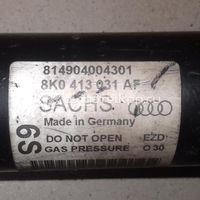 814904004301
8K0 413 031 AF
SACHS
Made in Germany
S9
DO NOT OPEN EZD
GAS PRESSURE O 30